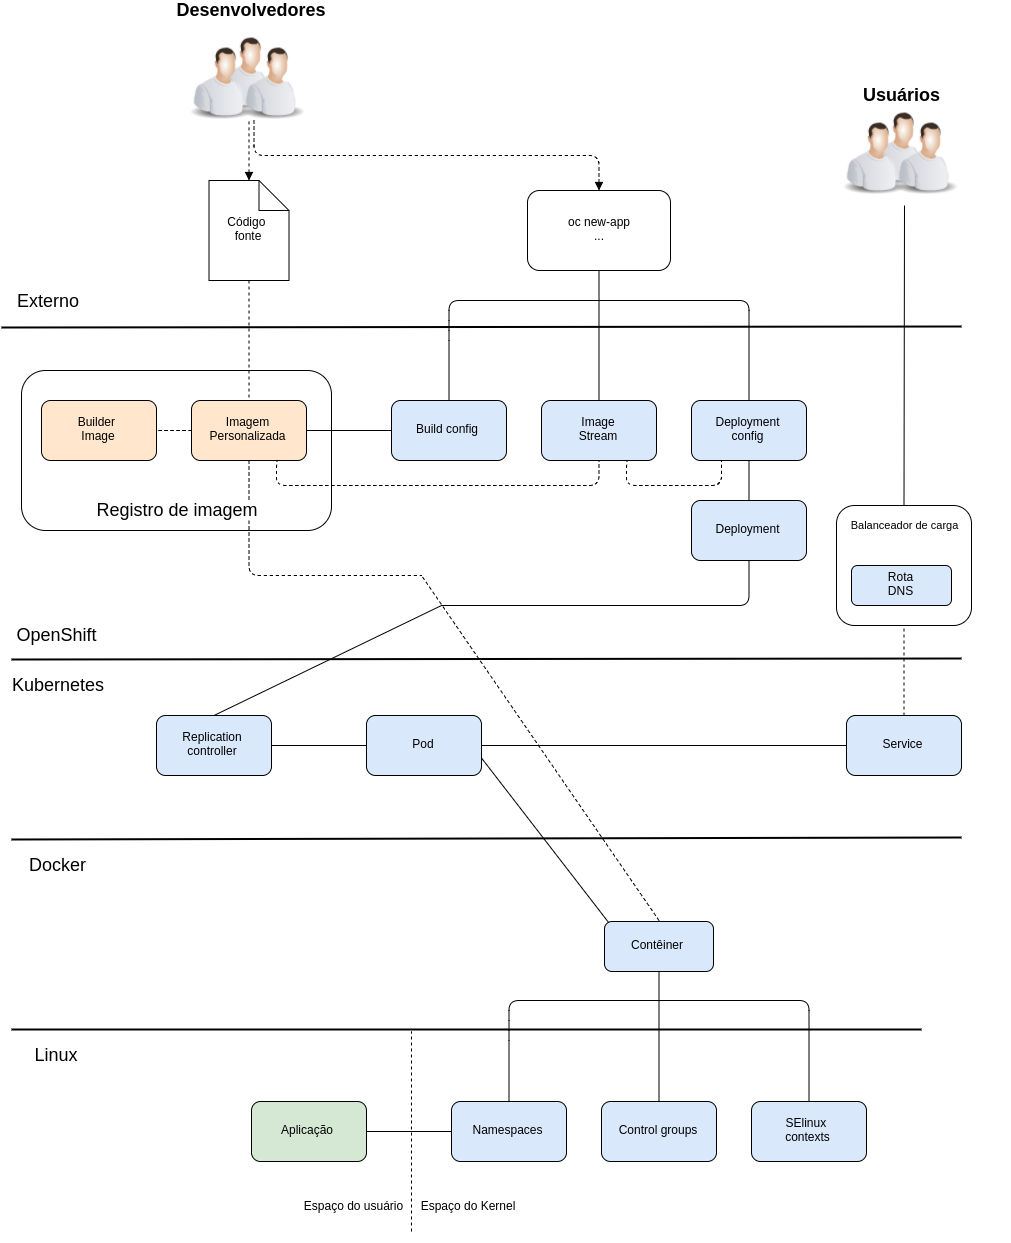 Desenvolvedores
Usuários
Código
fonte
oc new-app
...
Externo
Builder
Image
Imagem
Personalizada
Build config
Image
Stream
Deployment
config
Registro de imagem
Deployment
Balanceador de carga
Rota
DNS
OpenShift
Kubernetes
Replication
controller
Pod
Service
Docker
Contêiner
Linux
Aplicação
Namespaces
Control groups
SElinux
contexts
Espaço do usuário
Espaço do Kernel